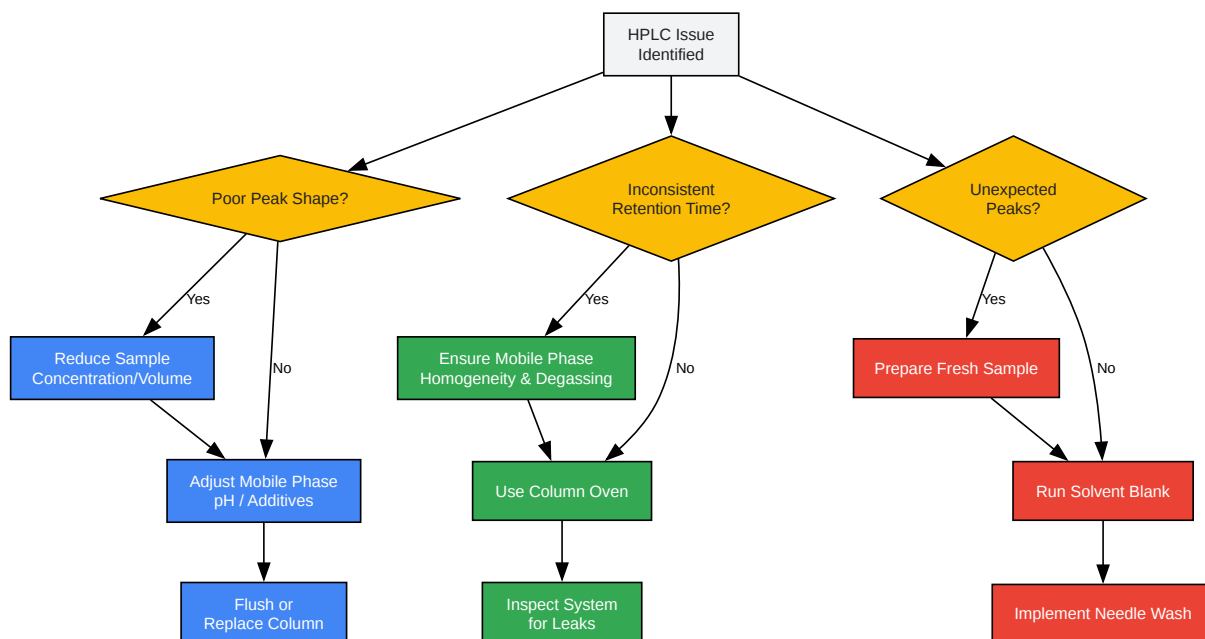 HPLC Issue
Identified
Poor Peak Shape?
Inconsistent
Retention Time?
Unexpected
Peaks?
Yes
No
Yes
No
Yes
No
Reduce Sample
Concentration/Volume
Ensure Mobile Phase
Homogeneity & Degassing
Prepare Fresh Sample
Adjust Mobile Phase
pH / Additives
Use Column Oven
Run Solvent Blank
Flush or
Replace Column
Inspect System
for Leaks
Implement Needle Wash